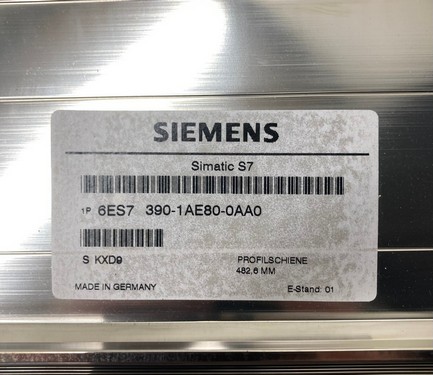 SIEMENS
Simatic S7
1P 6ES7 390-1AE80-0AA0
S KXD9
PROFILSCHIENE
482,6 MM
MADE IN GERMANY
E-Stand: 01